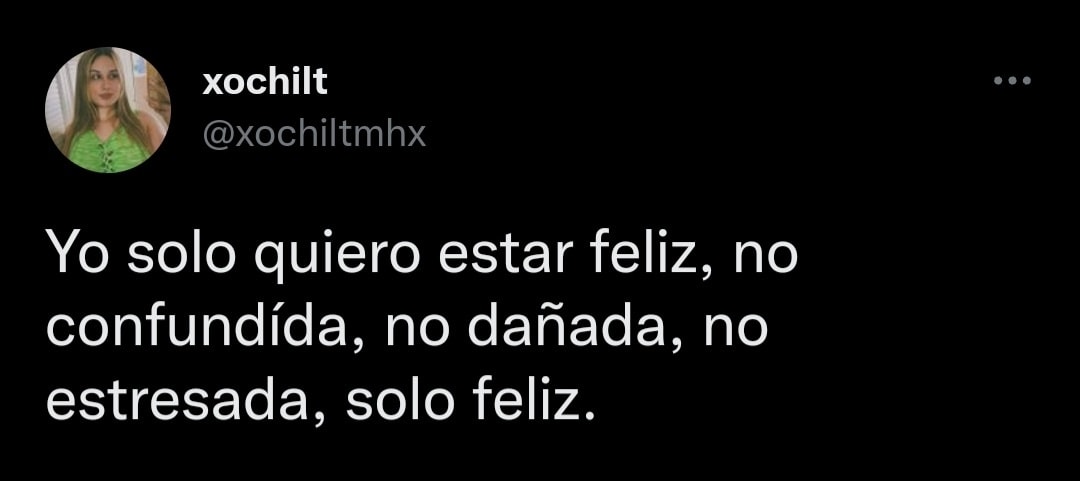 xochilt
@xochiltmhx
Yo solo quiero estar feliz, no
confundída, no dañada, no
estresada, solo feliz.